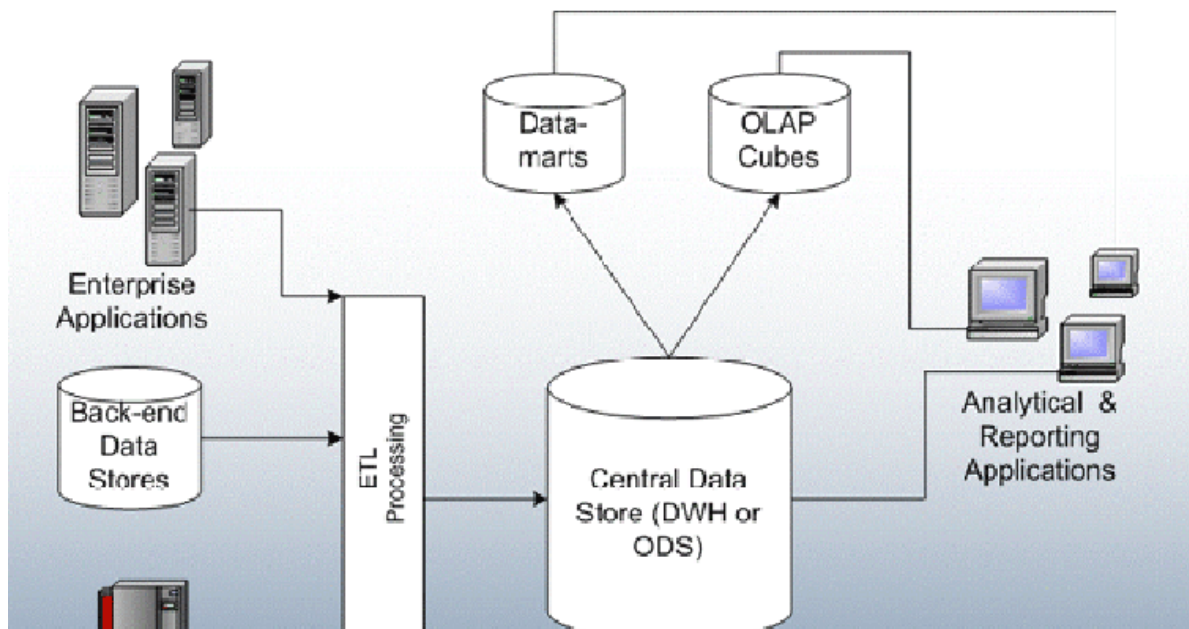 Data-
marts
OLAP
Cubes
Enterprise
Applications
Back-end
Data
Stores
ETL
Processing
Central Data
Store (DWH or
ODS)
Analytical &
Reporting
Applications